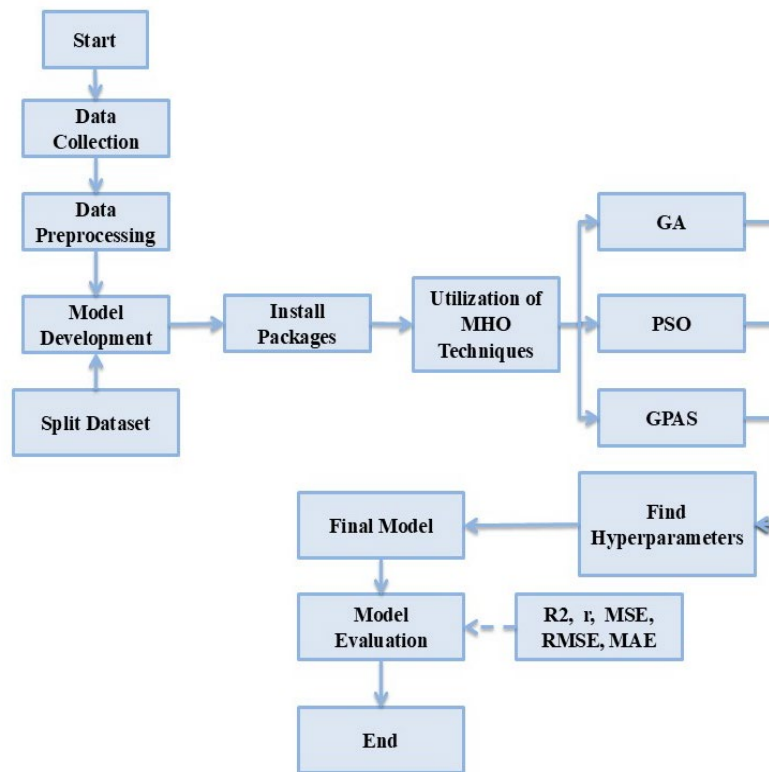 Start
Data
Collection
Data
Preprocessing
Model
Development
Split Dataset
Install
Packages
Utilization of
MHO
Techniques
GA
PSO
GPAS
Find
Hyperparameters
Final Model
Model
Evaluation
R2, r, MSE,
RMSE, MAE
End